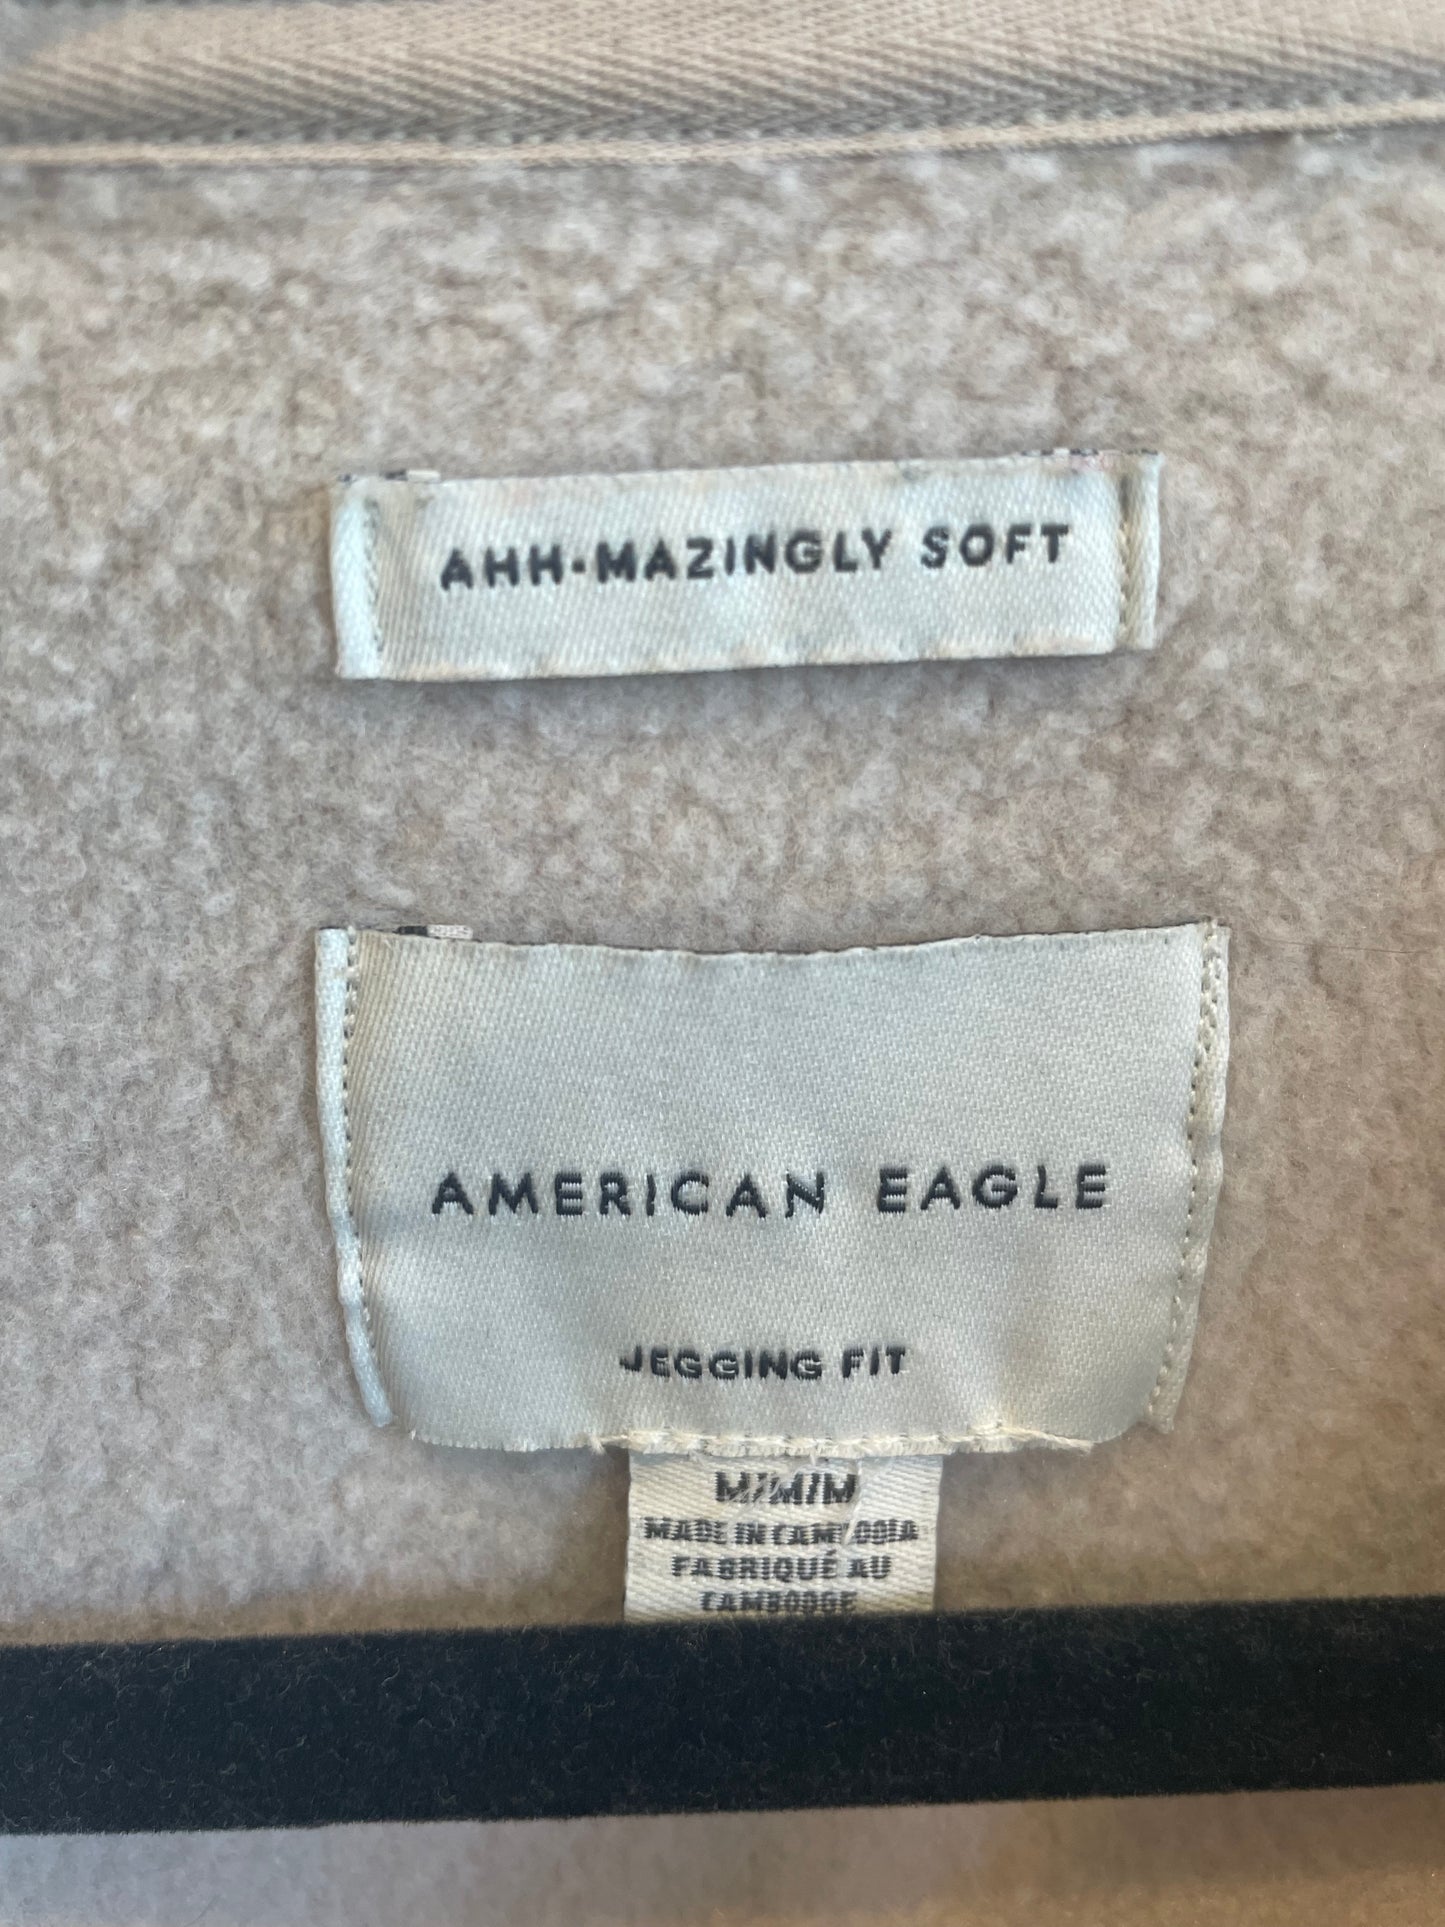 AHH-MAZINGLY SOFT
AMERICAN EAGLE
JEGGING FIT
M/M/M
MADE IN CAMBODIA
FABRIQUÉ AU
CAMBODGE